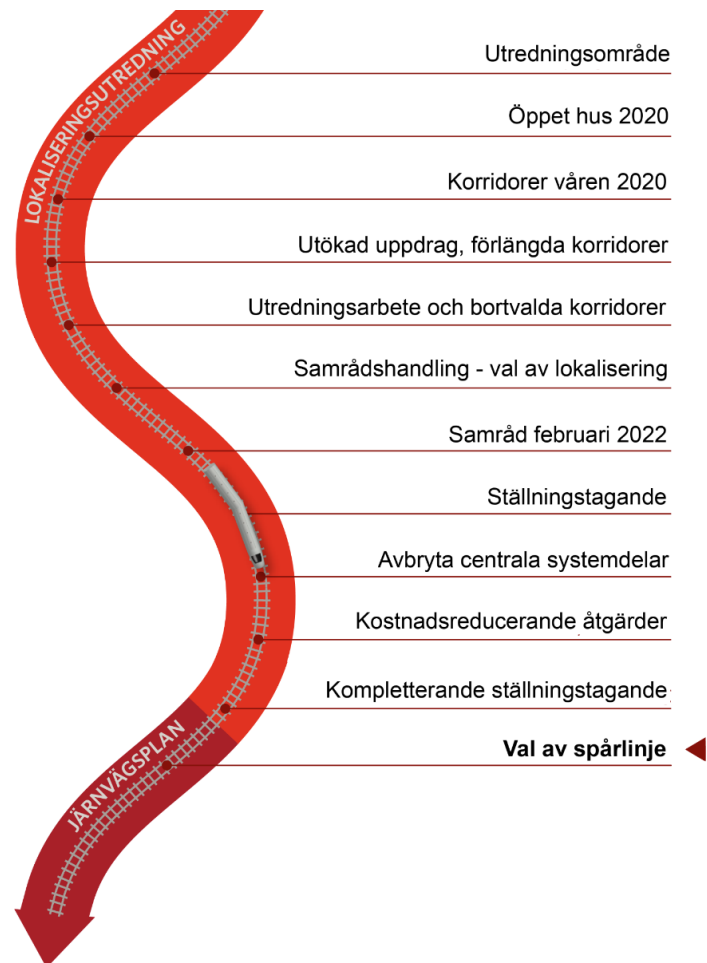 LOKALISERINGSUTREDNING
Utredningsområde
Öppet hus 2020
Korridorer våren 2020
Utökad uppdrag, förlängda korridorer
Utredningsarbete och bortvalda korridorer
Samrådshandling - val av lokalisering
Samråd februari 2022
Ställningstagande
Avbryta centrala systemdelar
Kostnadsreducerande åtgärder
Kompletterande ställningstagande
JÄRNVÄGSPLAN
Val av spårlinje